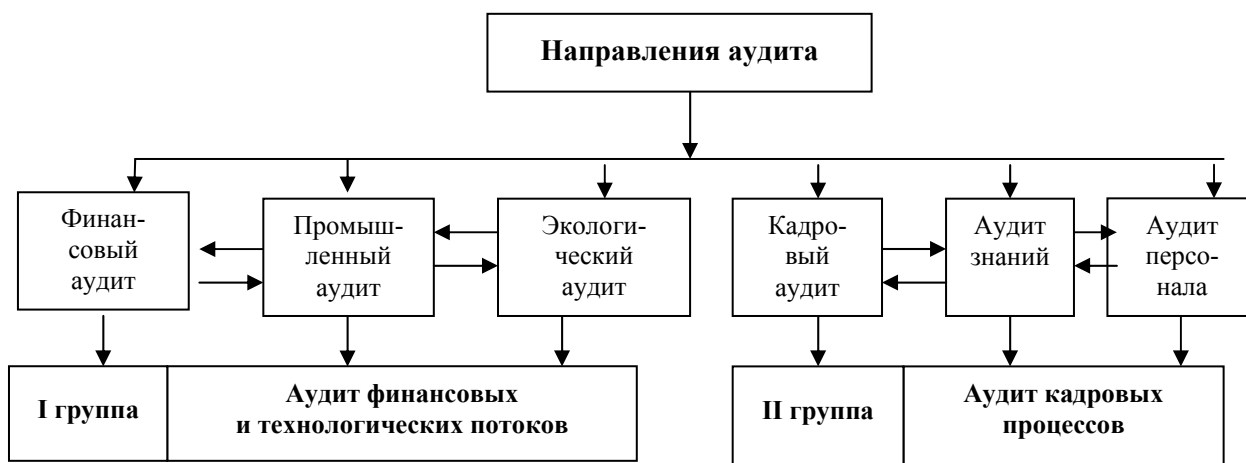 Направления аудита
Финан-
совый
аудит
Промыш-
ленный
аудит
Экологи-
ческий
аудит
Кадро-
вый
аудит
Аудит
знаний
Аудит
персо-
нала
I группа
Аудит финансовых
и технологических потоков
II группа
Аудит кадровых
процессов